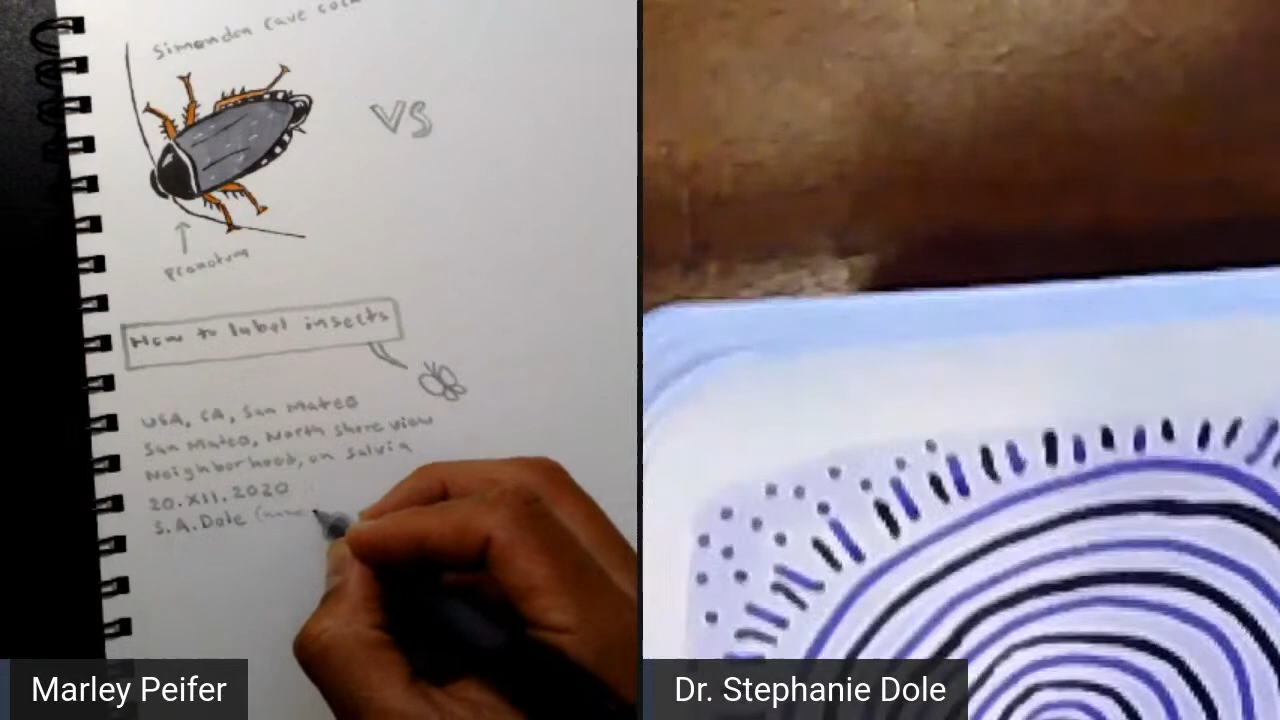 Simandoa cave
VS
pronotum
How to label insects
USA, CA, San Mateo
San Mateo, North Shore View
Neighborhood, on salvia
20.XII.2020
S.A. Dole
Marley Peifer
Dr. Stephanie Dole